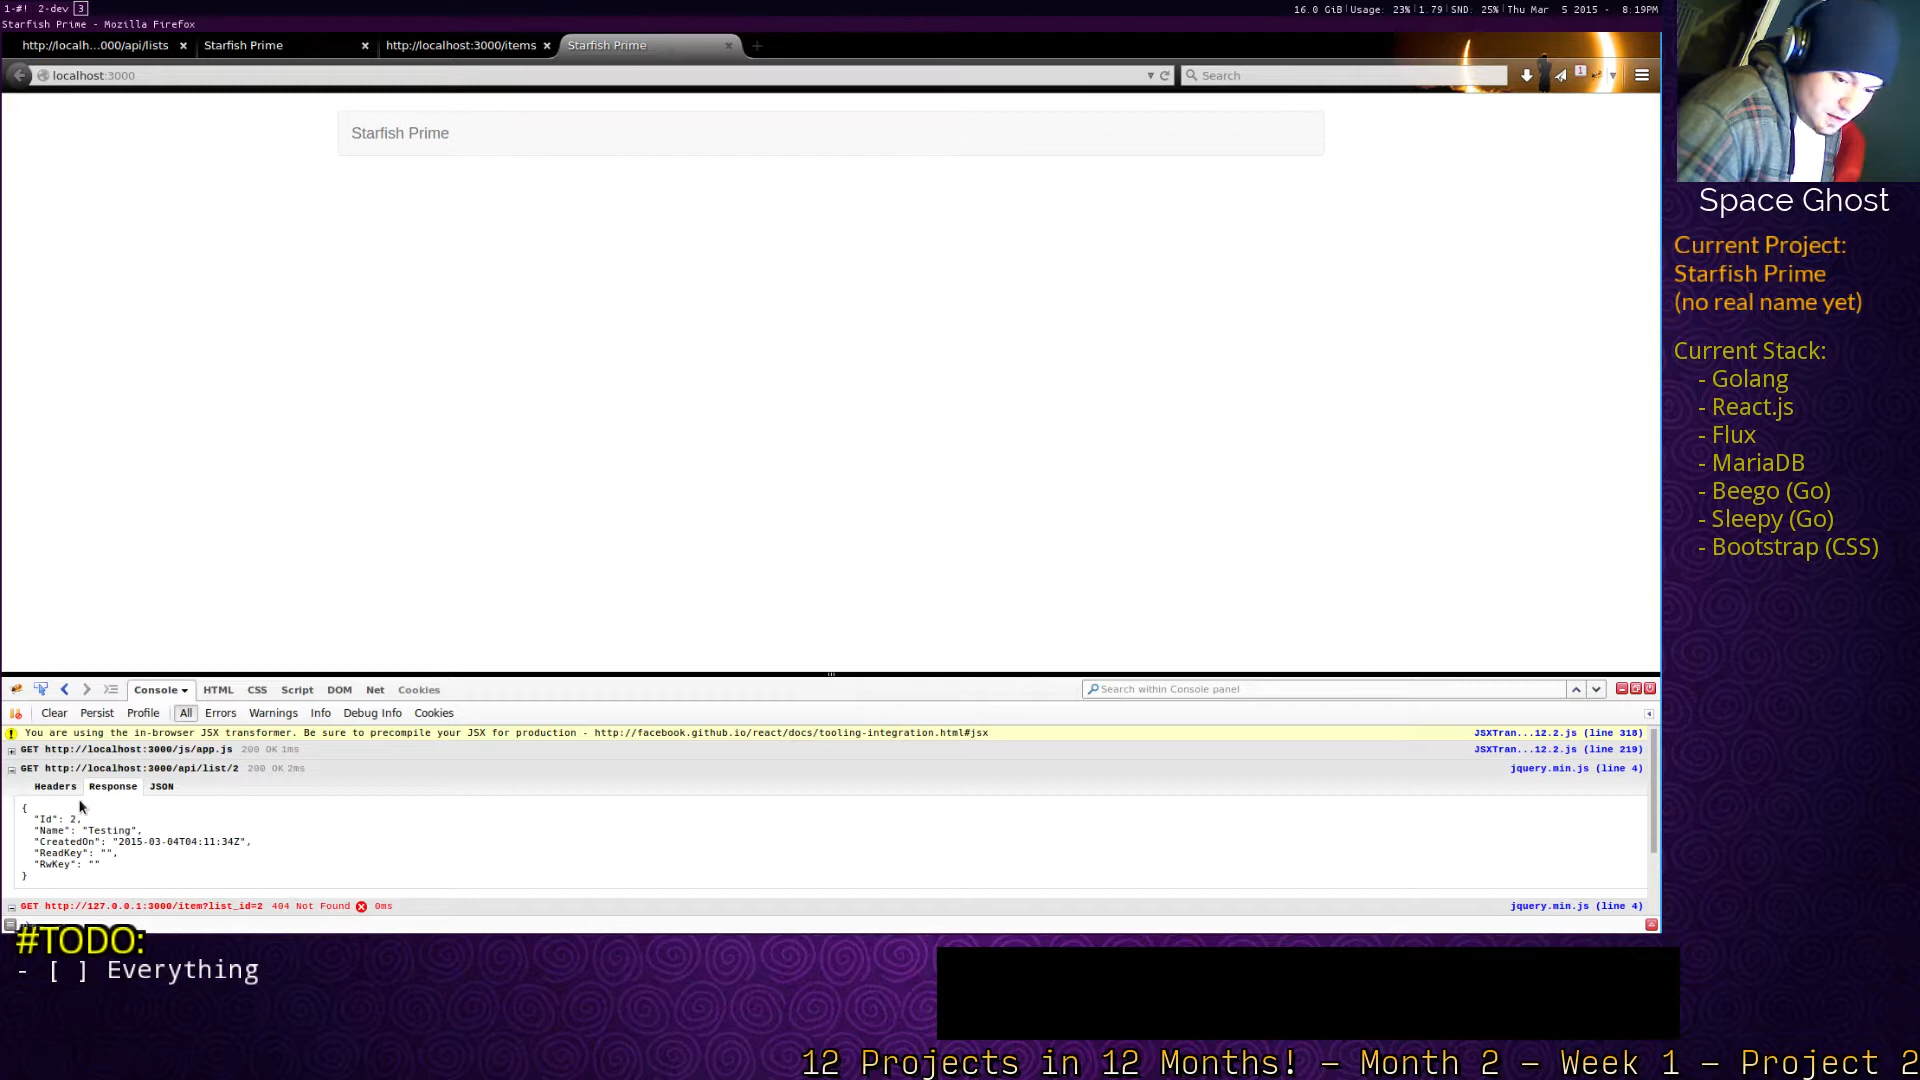 1-#! 2-dev 3
16.0 GiB|Usage: 23%|1.79|SND: 25%|Thu Mar 5 2015 - 8:19PM
Starfish Prime - Mozilla Firefox
http://localh...000/api/lists × Starfish Prime × http://localhost:3000/items × Starfish Prime ×
localhost:3000
Search
1
Starfish Prime
Space Ghost
Current Project:
Starfish Prime
(no real name yet)
Current Stack:
- Golang
- React.js
- Flux
- MariaDB
- Beego (Go)
- Sleepy (Go)
- Bootstrap (CSS)
Console HTML CSS Script DOM Net Cookies
Search within Console panel
Clear Persist Profile All Errors Warnings Info Debug Info Cookies
You are using the in-browser JSX transformer. Be sure to precompile your JSX for production - http://facebook.github.io/react/docs/tooling-integration.html#jsx JSXTran...12.2.js (line 318)
GET http://localhost:3000/js/app.js 200 OK 1ms JSXTran...12.2.js (line 219)
GET http://localhost:3000/api/list/2 200 OK 2ms jquery.min.js (line 4)
Headers Response JSON
{
"Id": 2,
"Name": "Testing",
"CreatedOn": "2015-03-04T04:11:34Z",
"ReadKey": "",
"RwKey": ""
}
GET http://127.0.0.1:3000/item?list_id=2 404 Not Found 0ms jquery.min.js (line 4)
#TODO:
- [ ] Everything
12 Projects in 12 Months! - Month 2 - Week 1 - Project 2